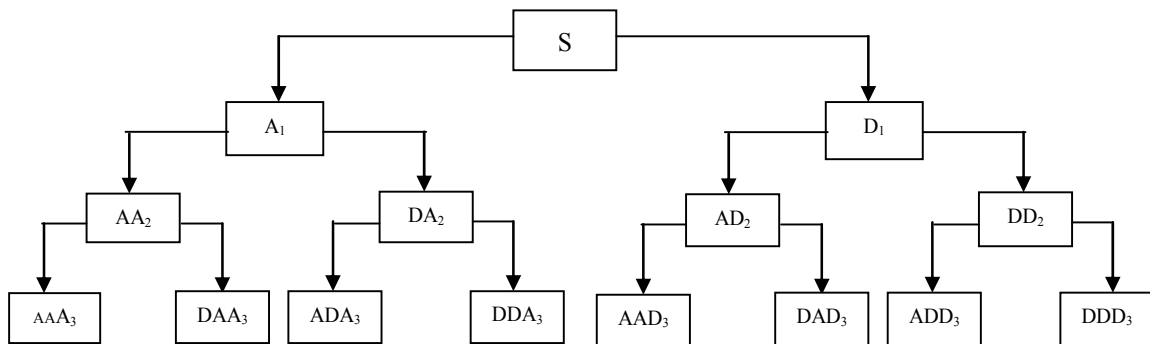 S
A₁ D₁
AA₂ DA₂ AD₂ DD₂
AAA₃ DAA₃ ADA₃ DDA₃ AAD₃ DAD₃ ADD₃ DDD₃